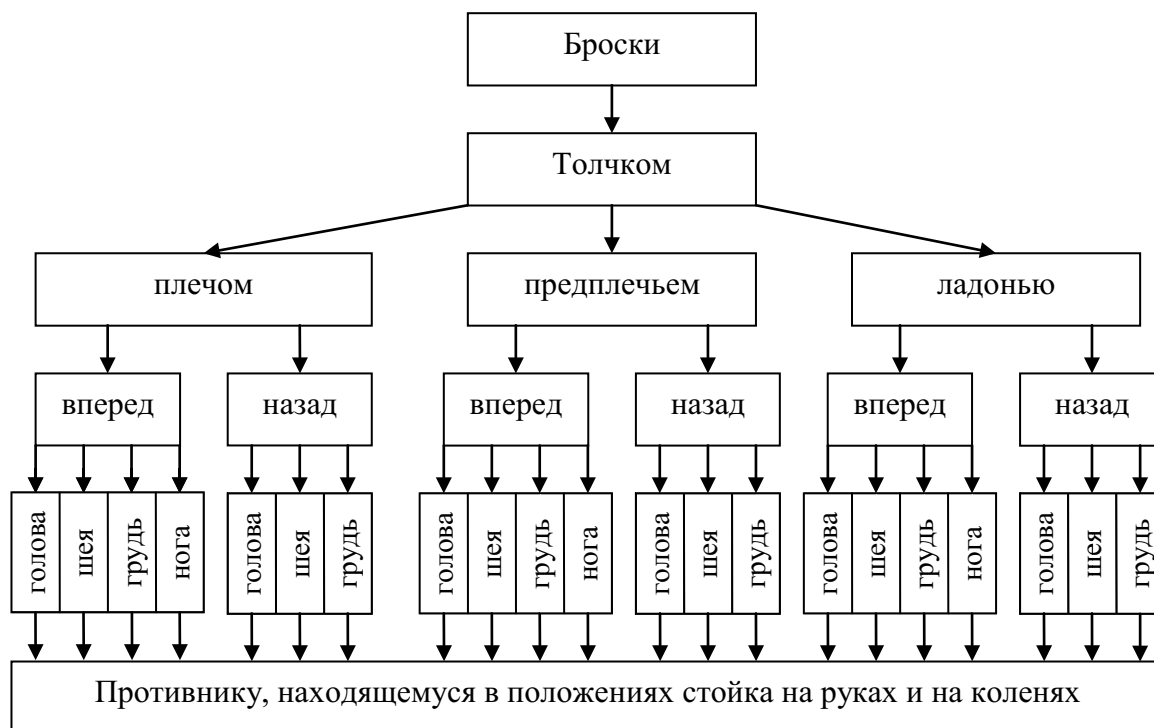 Броски
Толчком
плечом
предплечьем
ладонью
вперед
назад
вперед
назад
вперед
назад
голова
шея
грудь
нога
голова
шея
грудь
голова
шея
грудь
нога
голова
шея
грудь
голова
шея
грудь
нога
голова
шея
грудь
Противнику, находящемуся в положениях стойка на руках и на коленях